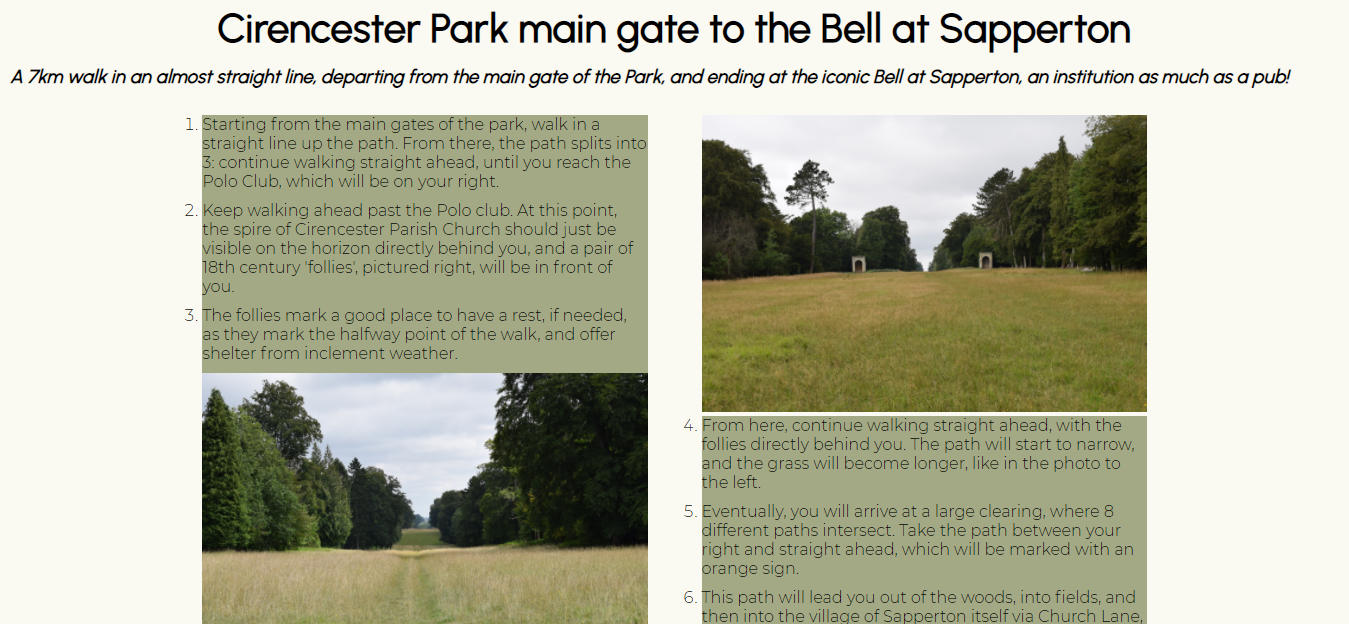 Cirencester Park main gate to the Bell at Sapperton
A 7km walk in an almost straight line, departing from the main gate of the Park, and ending at the iconic Bell at Sapperton, an institution as much as a pub!
1. Starting from the main gates of the park, walk in a
straight line up the path. From there, the path splits into
3: continue walking straight ahead, until you reach the
Polo Club, which will be on your right.
2. Keep walking ahead past the Polo club. At this point,
the spire of Cirencester Parish Church should just be
visible on the horizon directly behind you, and a pair of
18th century 'follies', pictured right, will be in front of
you.
3. The follies mark a good place to have a rest, if needed,
as they mark the halfway point of the walk, and offer
shelter from inclement weather.
4. From here, continue walking straight ahead, with the
follies directly behind you. The path will start to narrow,
and the grass will become longer, like in the photo to
the left.
5. Eventually, you will arrive at a large clearing, where 8
different paths intersect. Take the path between your
right and straight ahead, which will be marked with an
orange sign.
6. This path will lead you out of the woods, into fields, and
then into the village of Sapperton itself via Church Lane,